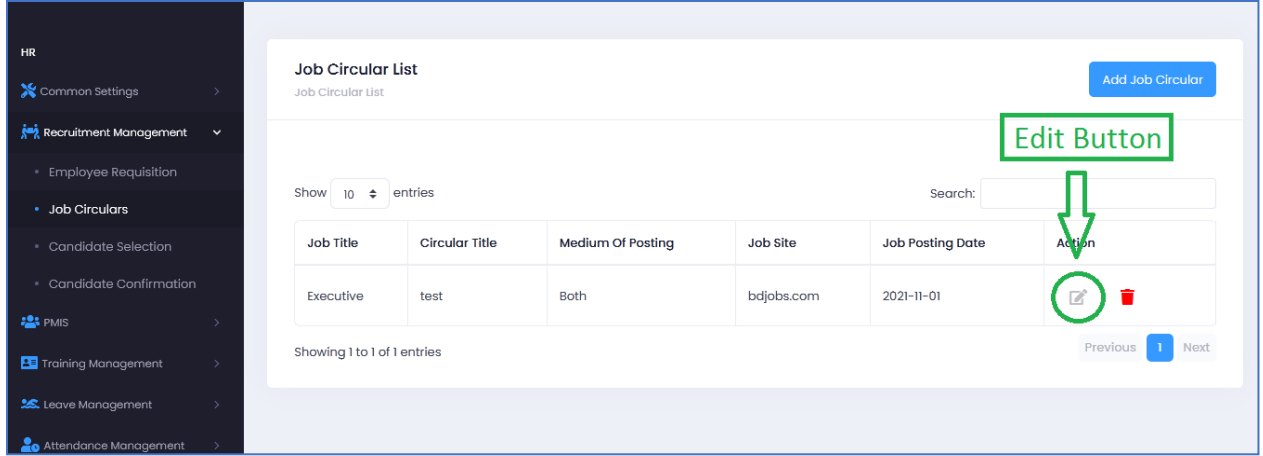 HR
Common Settings
Recruitment Management
Employee Requisition
Job Circulars
Candidate Selection
Candidate Confirmation
PMIS
Training Management
Leave Management
Attendance Management
Job Circular List
Job Circular List
Add Job Circular
Edit Button
Show 10 entries
Search:
Job Title Circular Title Medium Of Posting Job Site Job Posting Date Action
Executive test Both bdjobs.com 2021-11-01
Showing 1 to 1 of 1 entries
Previous 1 Next